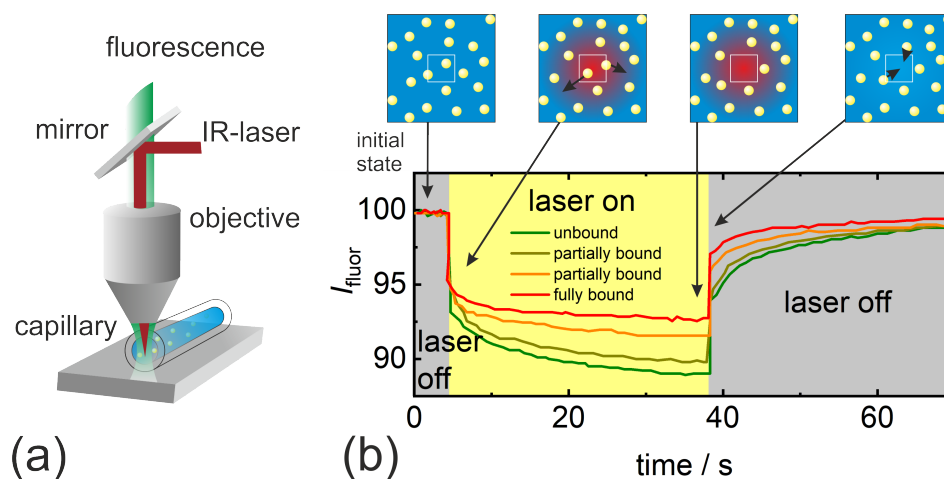 fluorescence
mirror
IR-laser
objective
capillary
(a)
initial
state
laser on
unbound
partially bound
partially bound
fully bound
laser
off
laser off
I fluor
100
95
90
0
20
40
60
time / s
(b)